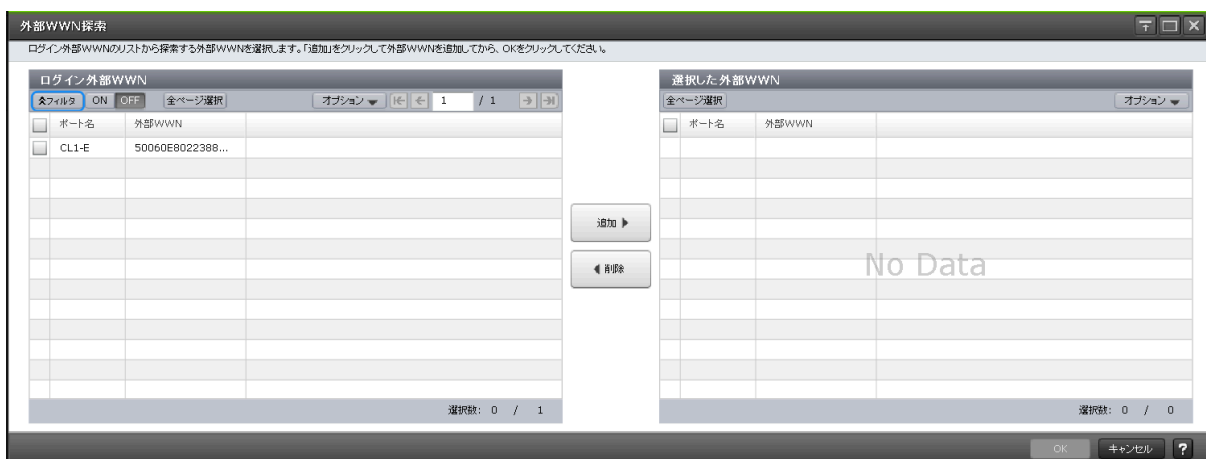 外部WWN探索
ログイン外部WWNのリストから探索する外部WWNを選択します。「追加」をクリックして外部WWNを追加してから、OKをクリックしてください。
ログイン外部WWN
フィルタ ON OFF 全ページ選択 オプション 1 / 1
ポート名 外部WWN
CL1-E 50060E8022388...
選択数: 0 / 1
追加
削除
選択した外部WWN
全ページ選択 オプション
ポート名 外部WWN
No Data
選択数: 0 / 0
OK キャンセル ?